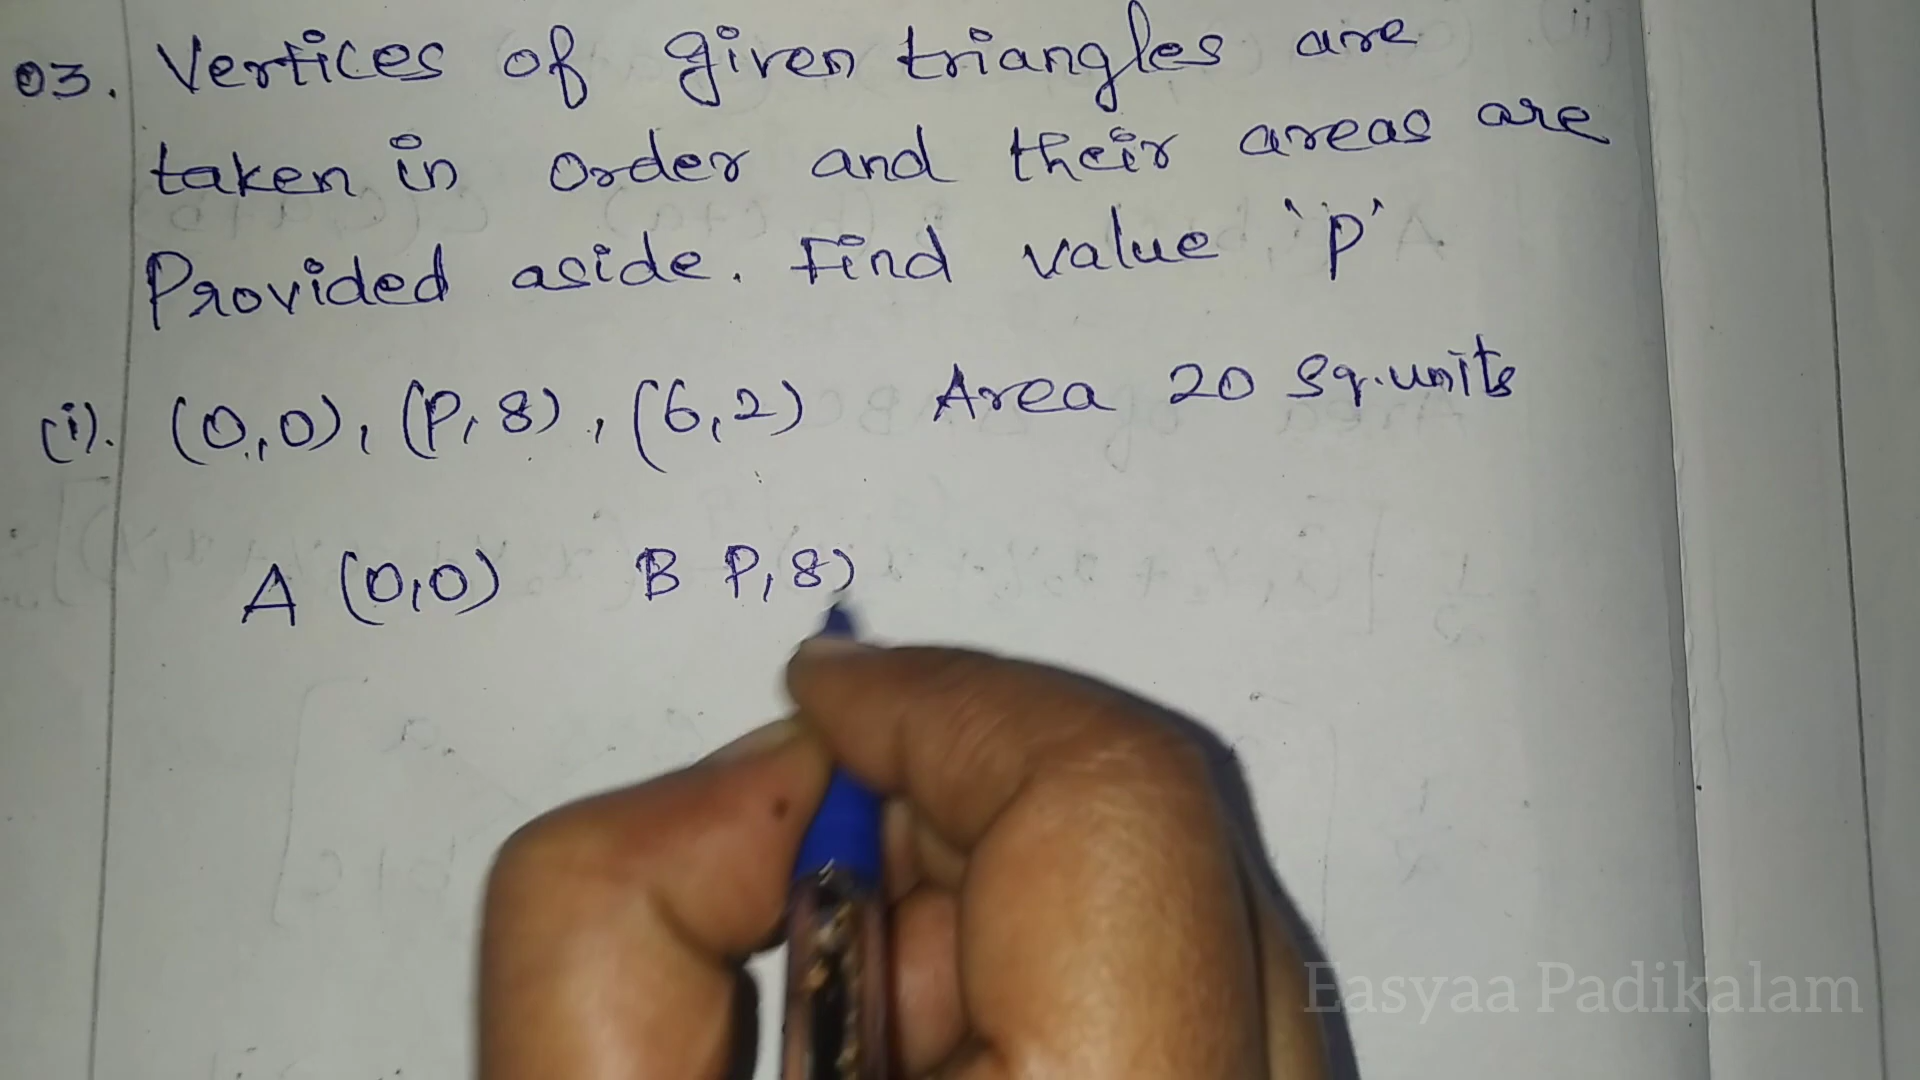 03. Vertices of given triangles are
taken in order and their areas are
Provided aside. Find value 'P'
(i). (0,0), (P,8), (6,2) Area 20 Sq.units
A (0,0) B P,8)
Easyaa Padikalam